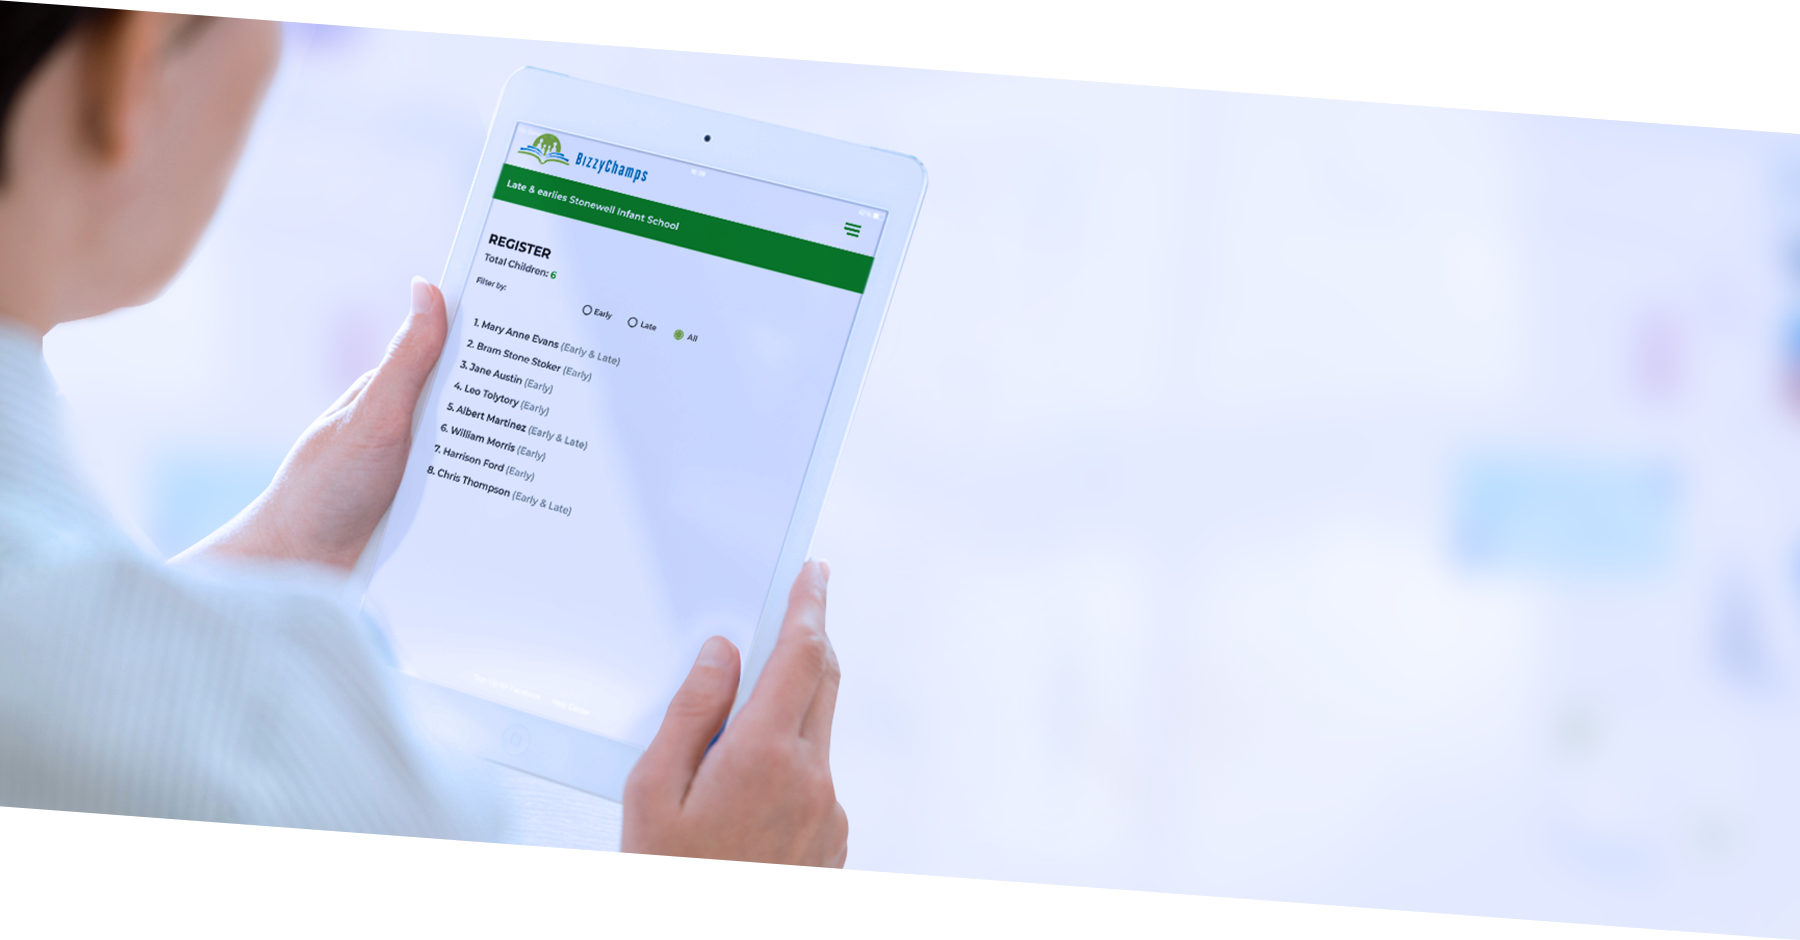 BizzyChamps
Late & earlies Stonewell Infant School
REGISTER
Total Children: 6
Filter by:
Early Late All
1. Mary Anne Evans (Early & Late)
2. Bram Stone Stoker (Early)
3. Jane Austin (Early)
4. Leo Tolytory (Early)
5. Albert Martinez (Early & Late)
6. William Morris (Early)
7. Harrison Ford (Early)
8. Chris Thompson (Early & Late)